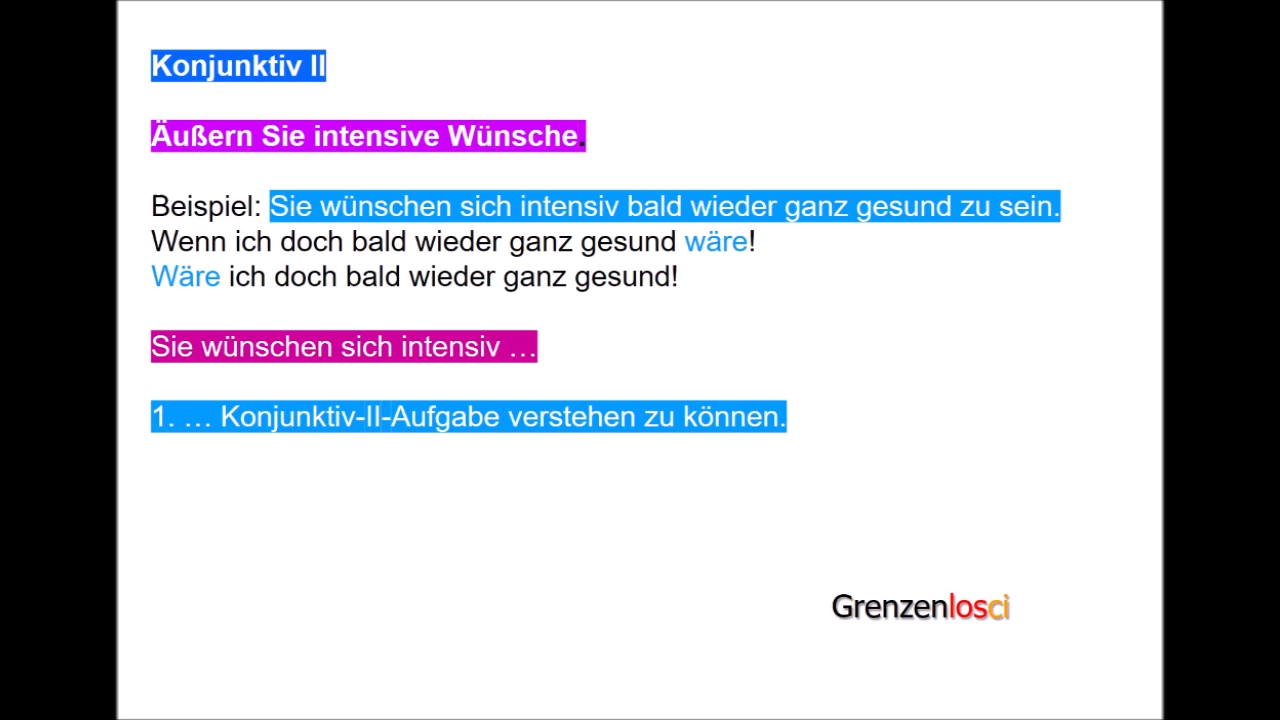 Konjunktiv II
Äußern Sie intensive Wünsche.
Beispiel: Sie wünschen sich intensiv bald wieder ganz gesund zu sein.
Wenn ich doch bald wieder ganz gesund wäre!
Wäre ich doch bald wieder ganz gesund!
Sie wünschen sich intensiv …
1. … Konjunktiv-II-Aufgabe verstehen zu können.
Grenzenlosci